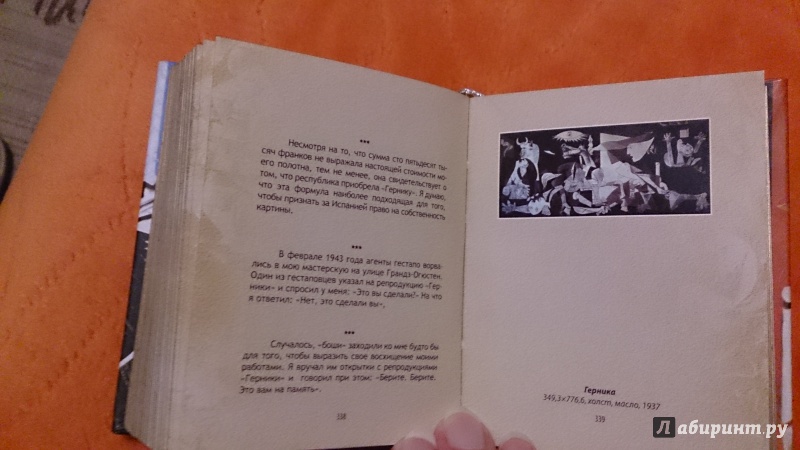 ***
Несмотря на то, что сумма сто пятьдесят ты-
сяч франков не выражала настоящей стоимости мо-
его полотна, тем не менее, она свидетельствует о
том, что республика приобрела «Гернику». Я думаю,
что эта формула наиболее подходящая для того,
чтобы признать за Испанией право на собственность
картины.
***
В феврале 1943 года агенты гестапо ворва-
лись в мою мастерскую на улице Грандз-Огюстен.
Один из гестаповцев указал на репродукцию «Гер-
ники» и спросил у меня: «Это вы сделали?» На что
я ответил: «Нет, это сделали вы».
***
Случалось, «боши» заходили ко мне будто бы
для того, чтобы выразить свое восхищение моими
работами. Я вручал им открытки с репродукциями
«Герники» и говорил при этом: «Берите. Берите.
Это вам на память».
338
Герника
349,3×776,6, холст, масло, 1937
339
Лабиринт.ру